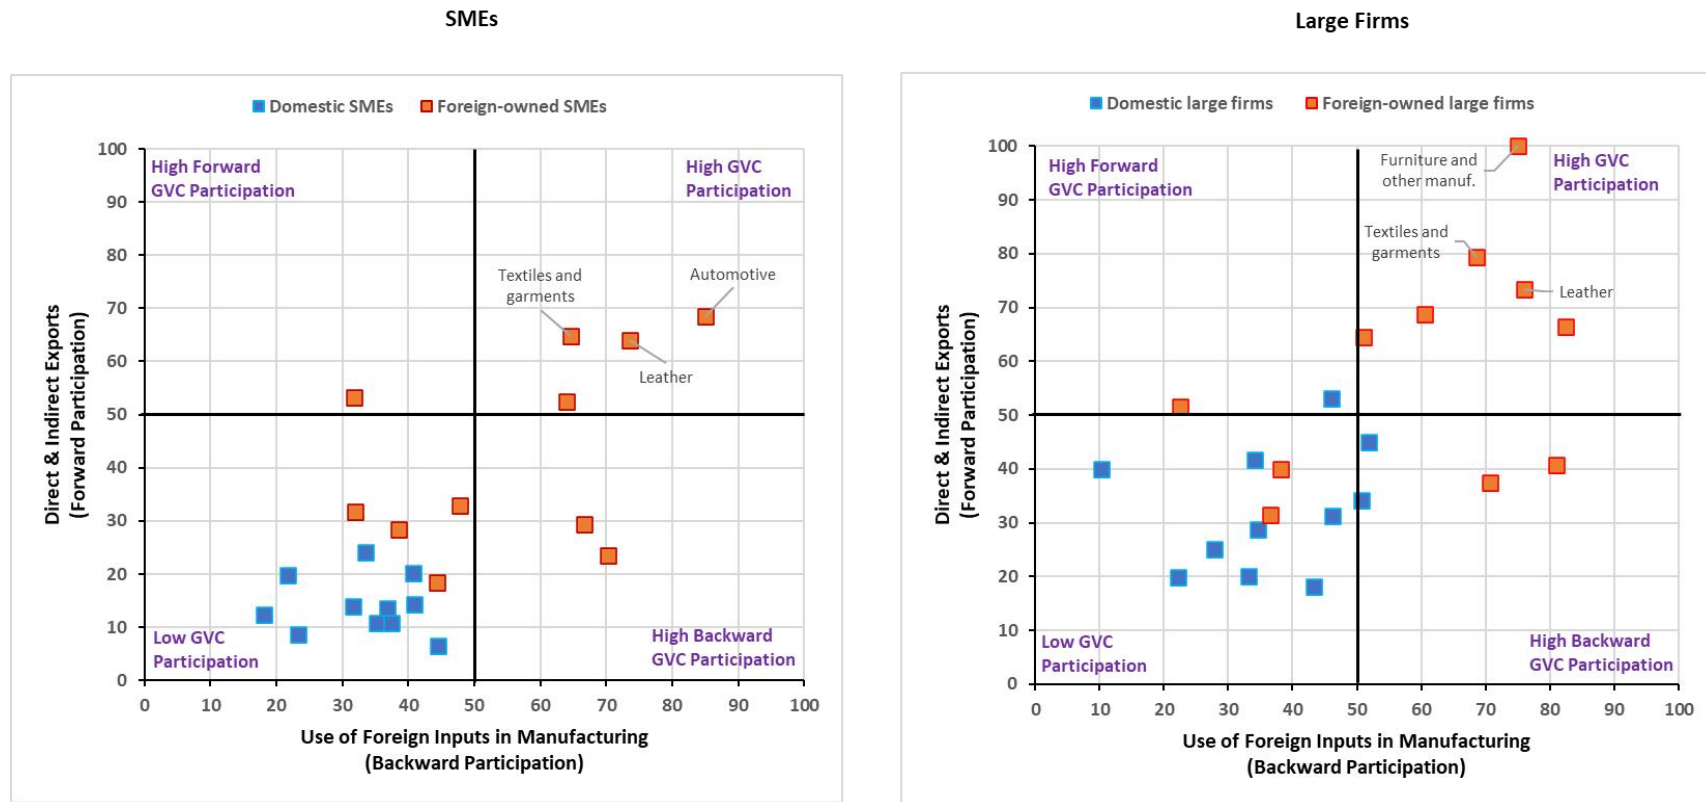 SMEs
Domestic SMEs
Foreign-owned SMEs
100
90
80
70
60
50
40
30
20
10
0
High Forward
GVC Participation
High GVC
Participation
Textiles and
garments
Automotive
Leather
Low GVC
Participation
High Backward
GVC Participation
Direct & Indirect Exports
(Forward Participation)
0 10 20 30 40 50 60 70 80 90 100
Use of Foreign Inputs in Manufacturing
(Backward Participation)
Large Firms
Domestic large firms
Foreign-owned large firms
100
90
80
70
60
50
40
30
20
10
0
High Forward
GVC Participation
Furniture and
other manuf.
High GVC
Participation
Textiles and
garments
Leather
Low GVC
Participation
High Backward
GVC Participation
Direct & Indirect Exports
(Forward Participation)
0 10 20 30 40 50 60 70 80 90 100
Use of Foreign Inputs in Manufacturing
(Backward Participation)